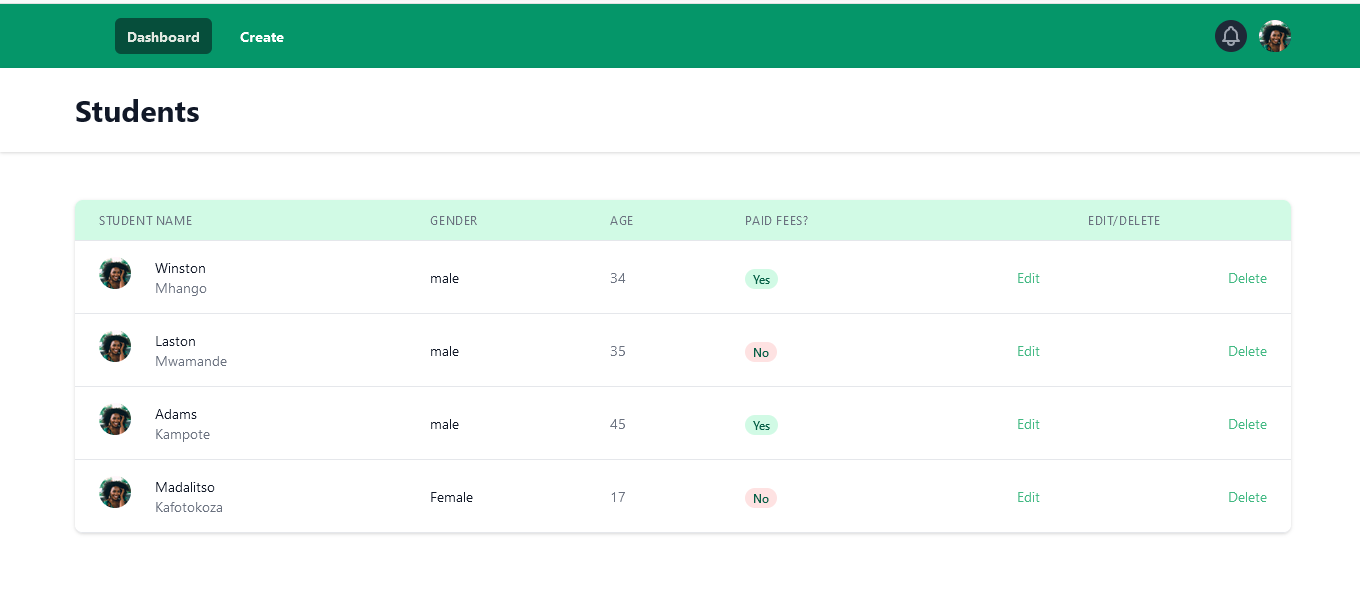 Dashboard Create
Students
STUDENT NAME GENDER AGE PAID FEES? EDIT/DELETE
Winston
Mhango
male 34 Yes Edit Delete
Laston
Mwamande
male 35 No Edit Delete
Adams
Kampote
male 45 Yes Edit Delete
Madalitso
Kafotokoza
Female 17 No Edit Delete